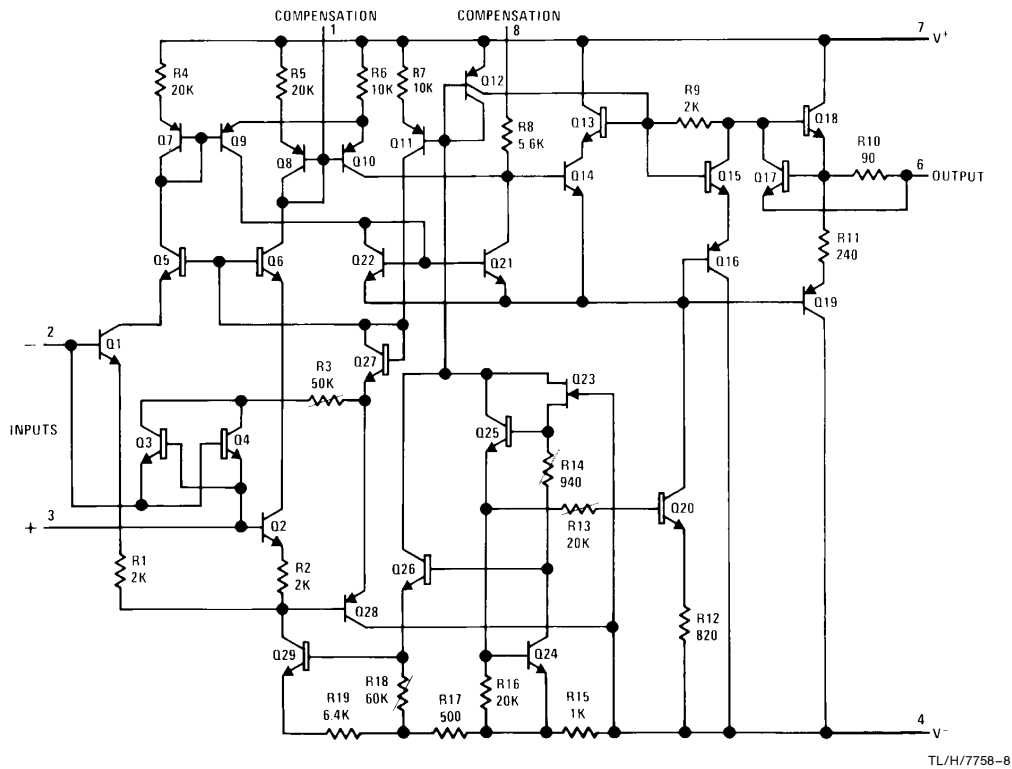 COMPENSATION
1
COMPENSATION
8
7
V+
R4
20K
R5
20K
R6
10K
R7
10K
Q12
R8
5.6K
Q13
R9
2K
Q18
R10
90
6
OUTPUT
Q7
Q9
Q8
Q10
Q11
Q14
Q15
Q17
R11
240
Q5
Q6
Q22
Q21
Q16
Q19
2
−
Q1
Q27
R3
50K
Q23
INPUTS
Q3
Q4
Q25
R14
940
R13
20K
Q20
3
+
Q2
R1
2K
R2
2K
Q26
Q28
R12
820
Q29
Q24
R19
6.4K
R18
60K
R17
500
R16
20K
R15
1K
4
V−
TL/H/7758–8